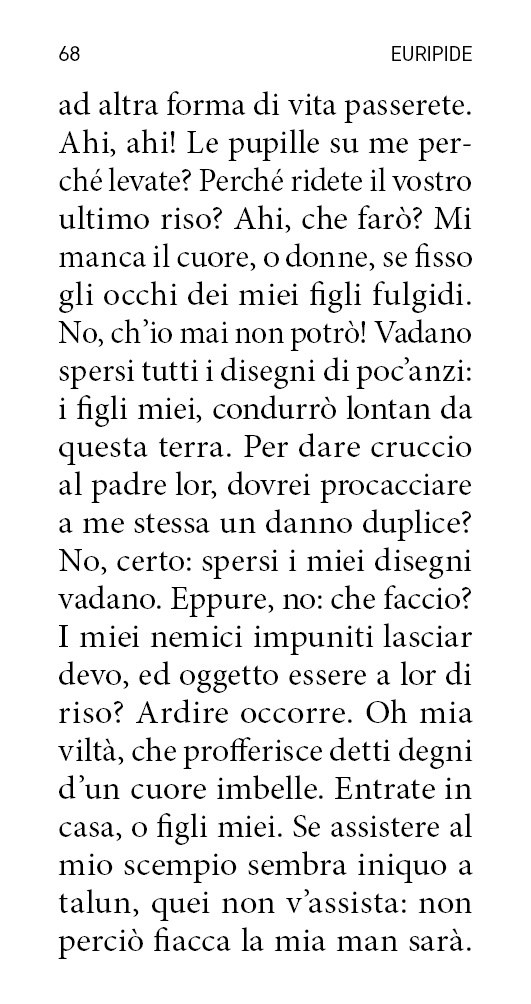 68 EURIPIDE
ad altra forma di vita passerete.
Ahi, ahi! Le pupille su me per-
ché levate? Perché ridete il vostro
ultimo riso? Ahi, che farò? Mi
manca il cuore, o donne, se fisso
gli occhi dei miei figli fulgidi.
No, ch’io mai non potrò! Vadano
spersi tutti i disegni di poc’anzi:
i figli miei, condurrò lontan da
questa terra. Per dare cruccio
al padre lor, dovrei procacciare
a me stessa un danno duplice?
No, certo: spersi i miei disegni
vadano. Eppure, no: che faccio?
I miei nemici impuniti lasciar
devo, ed oggetto essere a lor di
riso? Ardire occorre. Oh mia
viltà, che profferisce detti degni
d’un cuore imbelle. Entrate in
casa, o figli miei. Se assistere al
mio scempio sembra iniquo a
talun, quei non v’assista: non
perciò fiacca la mia man sarà.